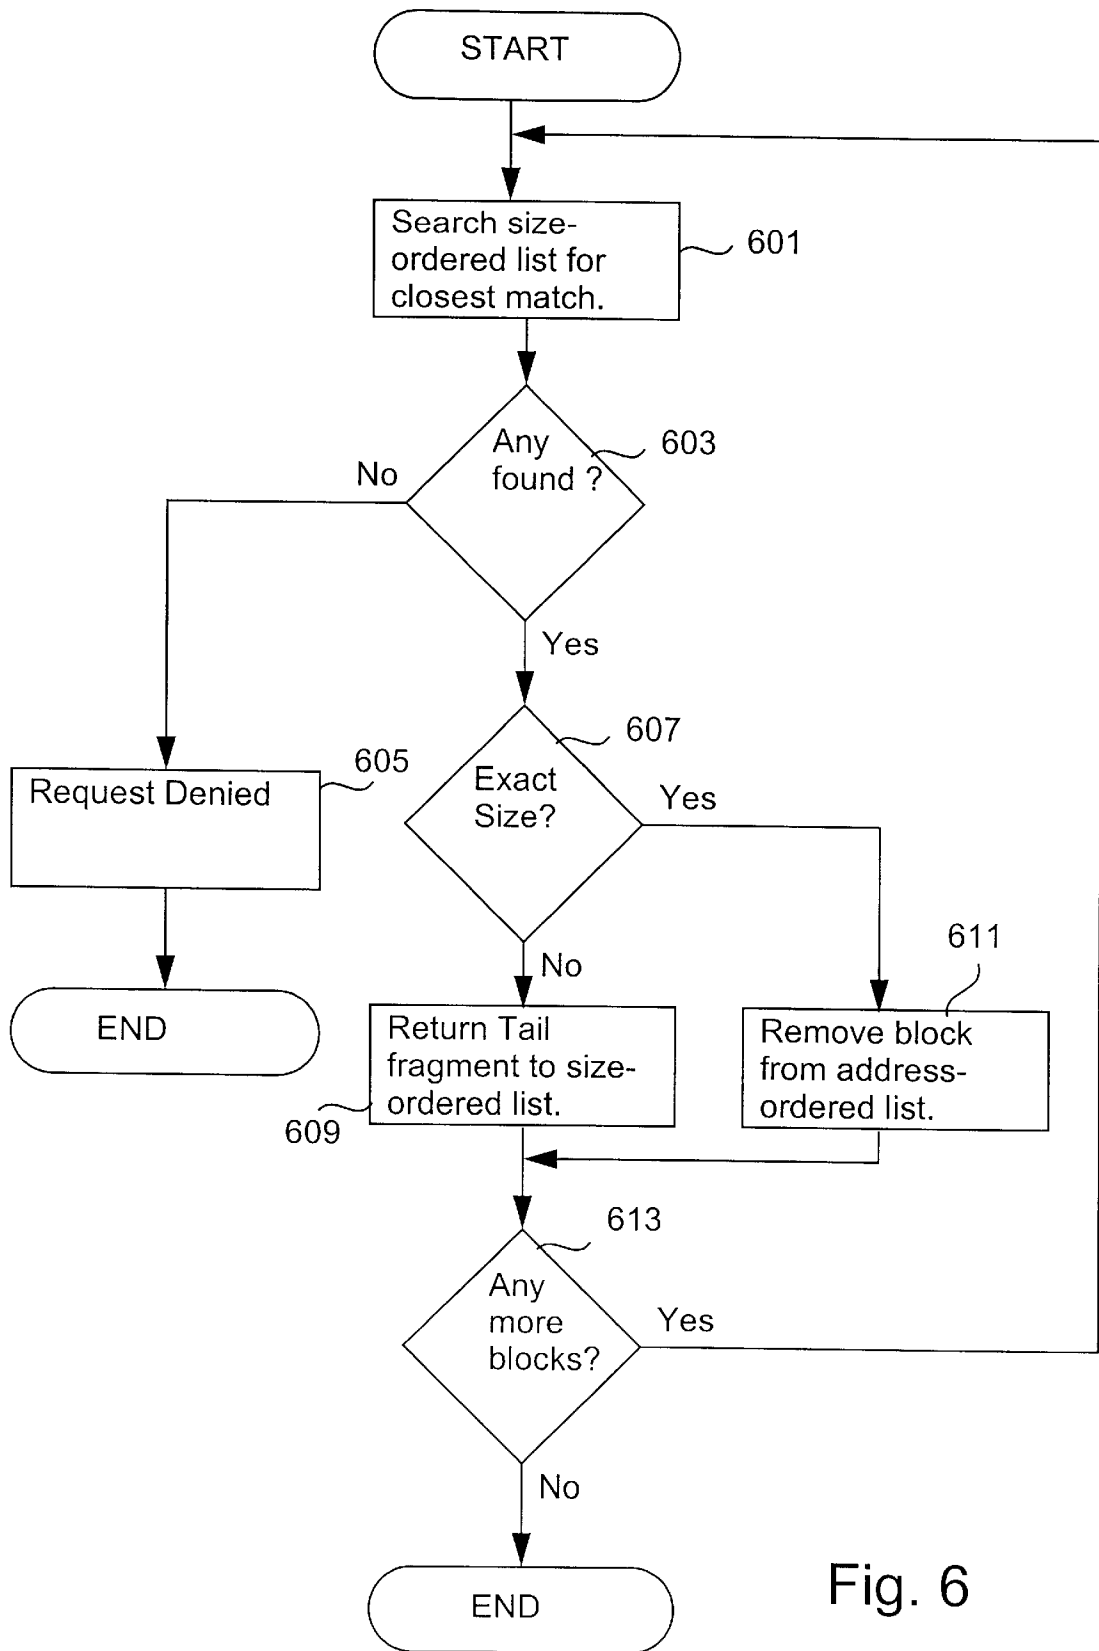 START
Search size-
ordered list for
closest match.
601
Any
found ?
603
No
Yes
Exact
Size?
607
Yes
Request Denied
605
No
611
END
Return Tail
fragment to size-
ordered list.
609
Remove block
from address-
ordered list.
613
Any
more
blocks?
Yes
No
END
Fig. 6